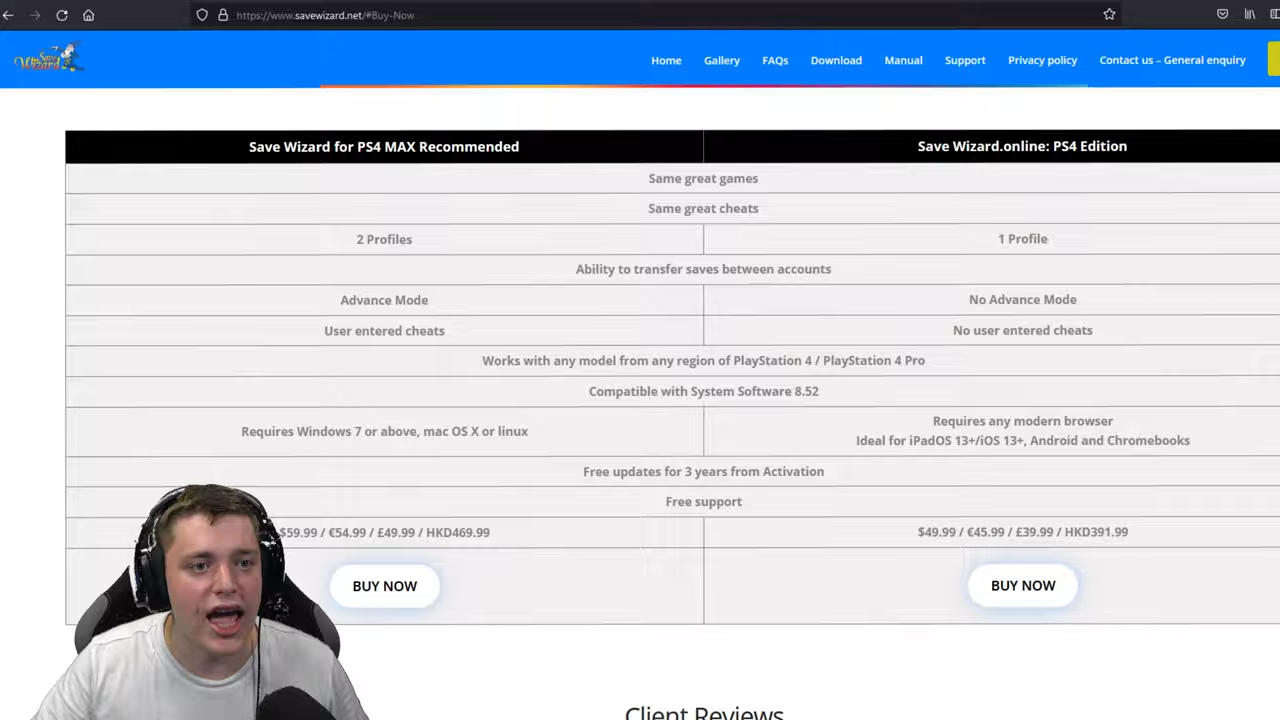 https://www.savewizard.net/#Buy-Now
Save Wizard
Home Gallery FAQs Download Manual Support Privacy policy Contact us – General enquiry
Save Wizard for PS4 MAX Recommended Save Wizard.online: PS4 Edition
Same great games
Same great cheats
2 Profiles 1 Profile
Ability to transfer saves between accounts
Advance Mode No Advance Mode
User entered cheats No user entered cheats
Works with any model from any region of PlayStation 4 / PlayStation 4 Pro
Compatible with System Software 8.52
Requires Windows 7 or above, mac OS X or linux
Requires any modern browser
Ideal for iPadOS 13+/iOS 13+, Android and Chromebooks
Free updates for 3 years from Activation
Free support
$59.99 / €54.99 / £49.99 / HKD469.99 $49.99 / €45.99 / £39.99 / HKD391.99
BUY NOW BUY NOW
Client Reviews